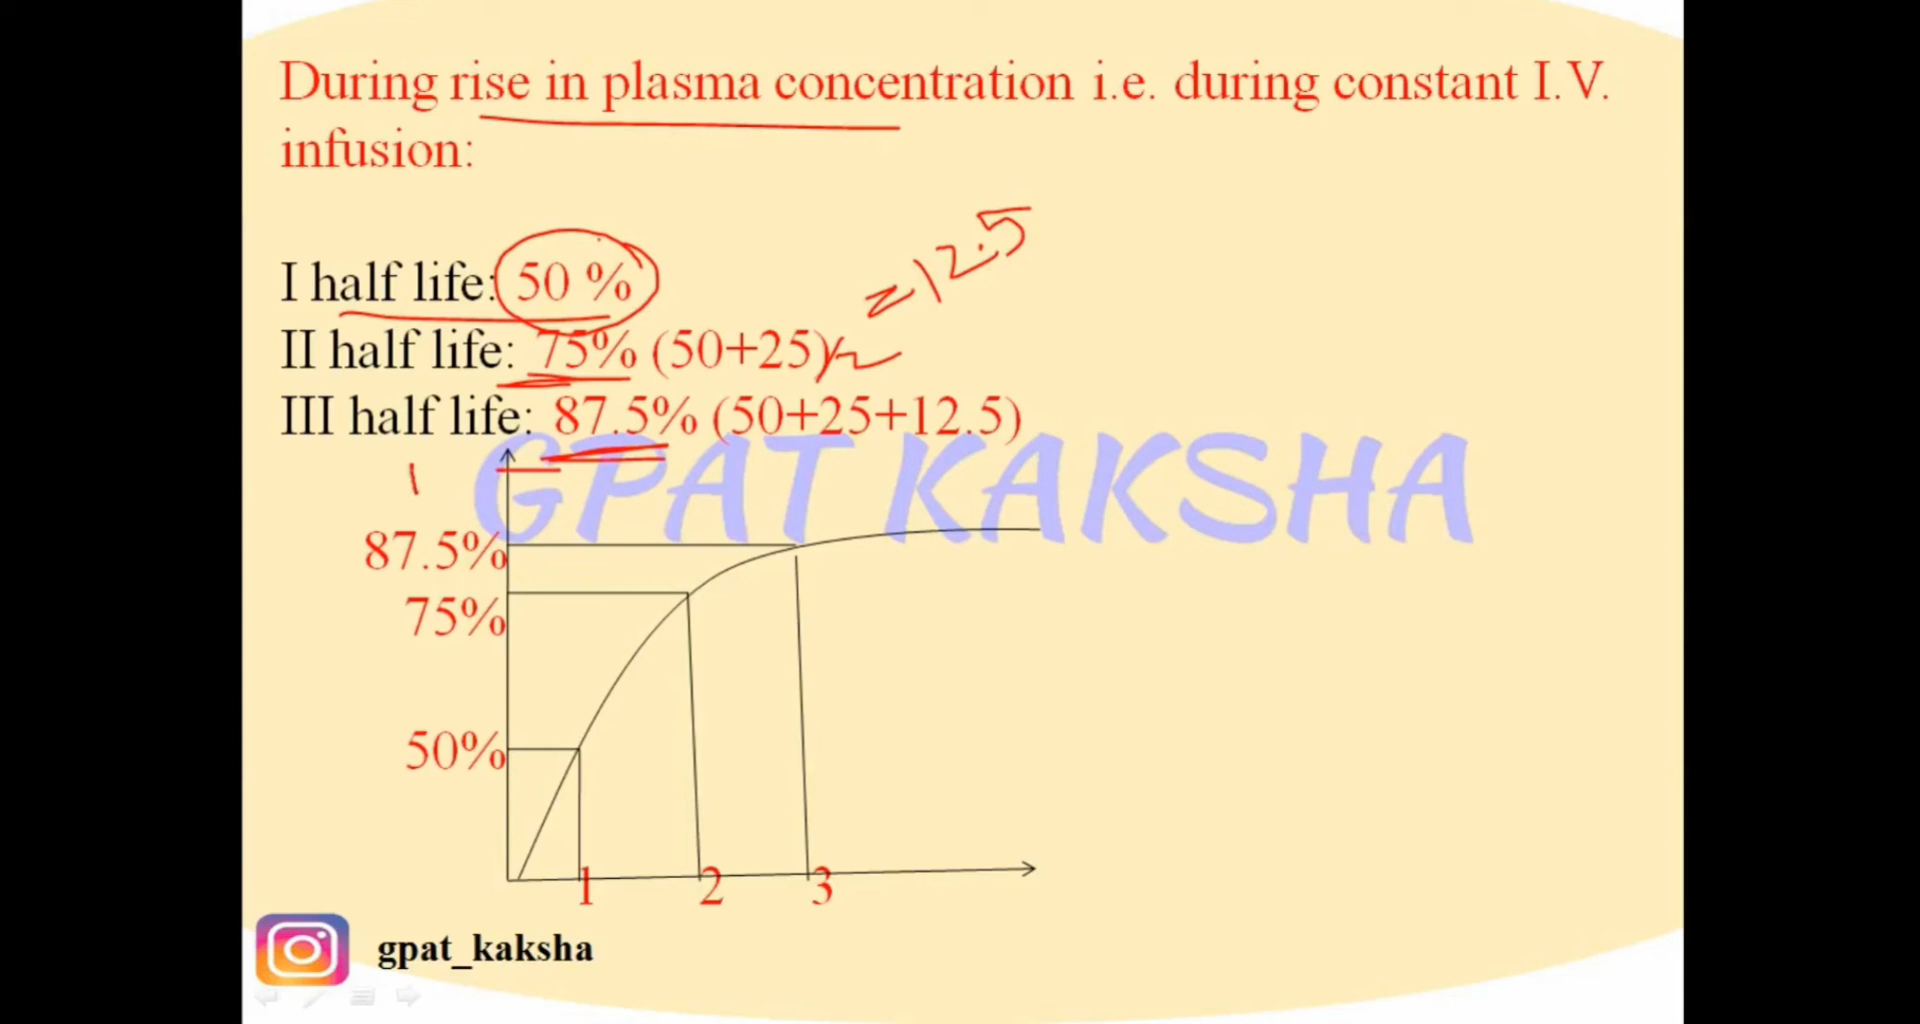 During rise in plasma concentration i.e. during constant I.V.
infusion:
=12.5
I half life: 50 %
II half life: 75% (50+25)
III half life: 87.5% (50+25+12.5)
GPAT KAKSHA
87.5%
75%
50%
1 2 3
gpat_kaksha